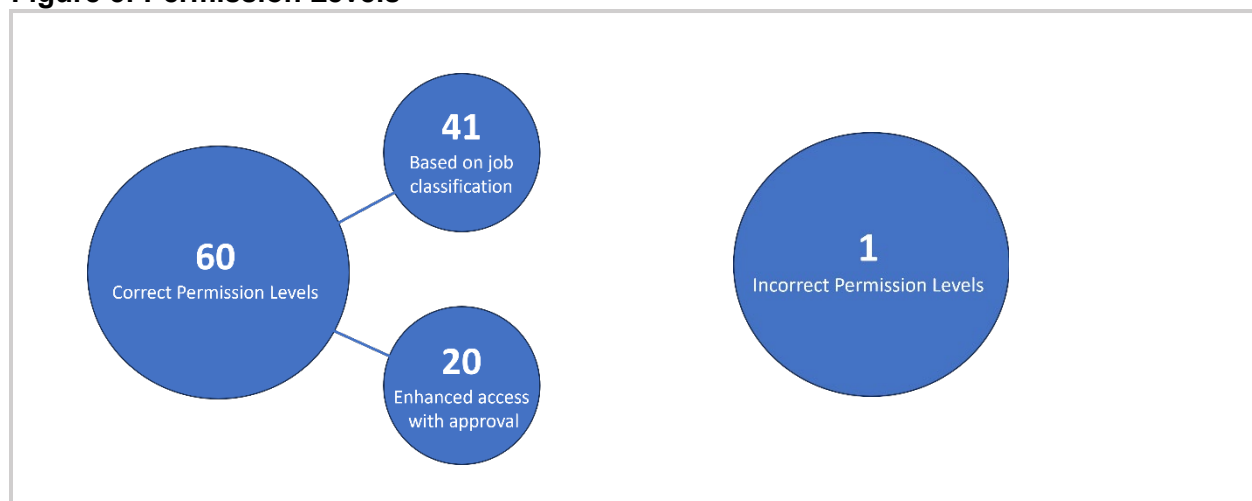 41
Based on job
classification
60
Correct Permission Levels
20
Enhanced access
with approval
1
Incorrect Permission Levels